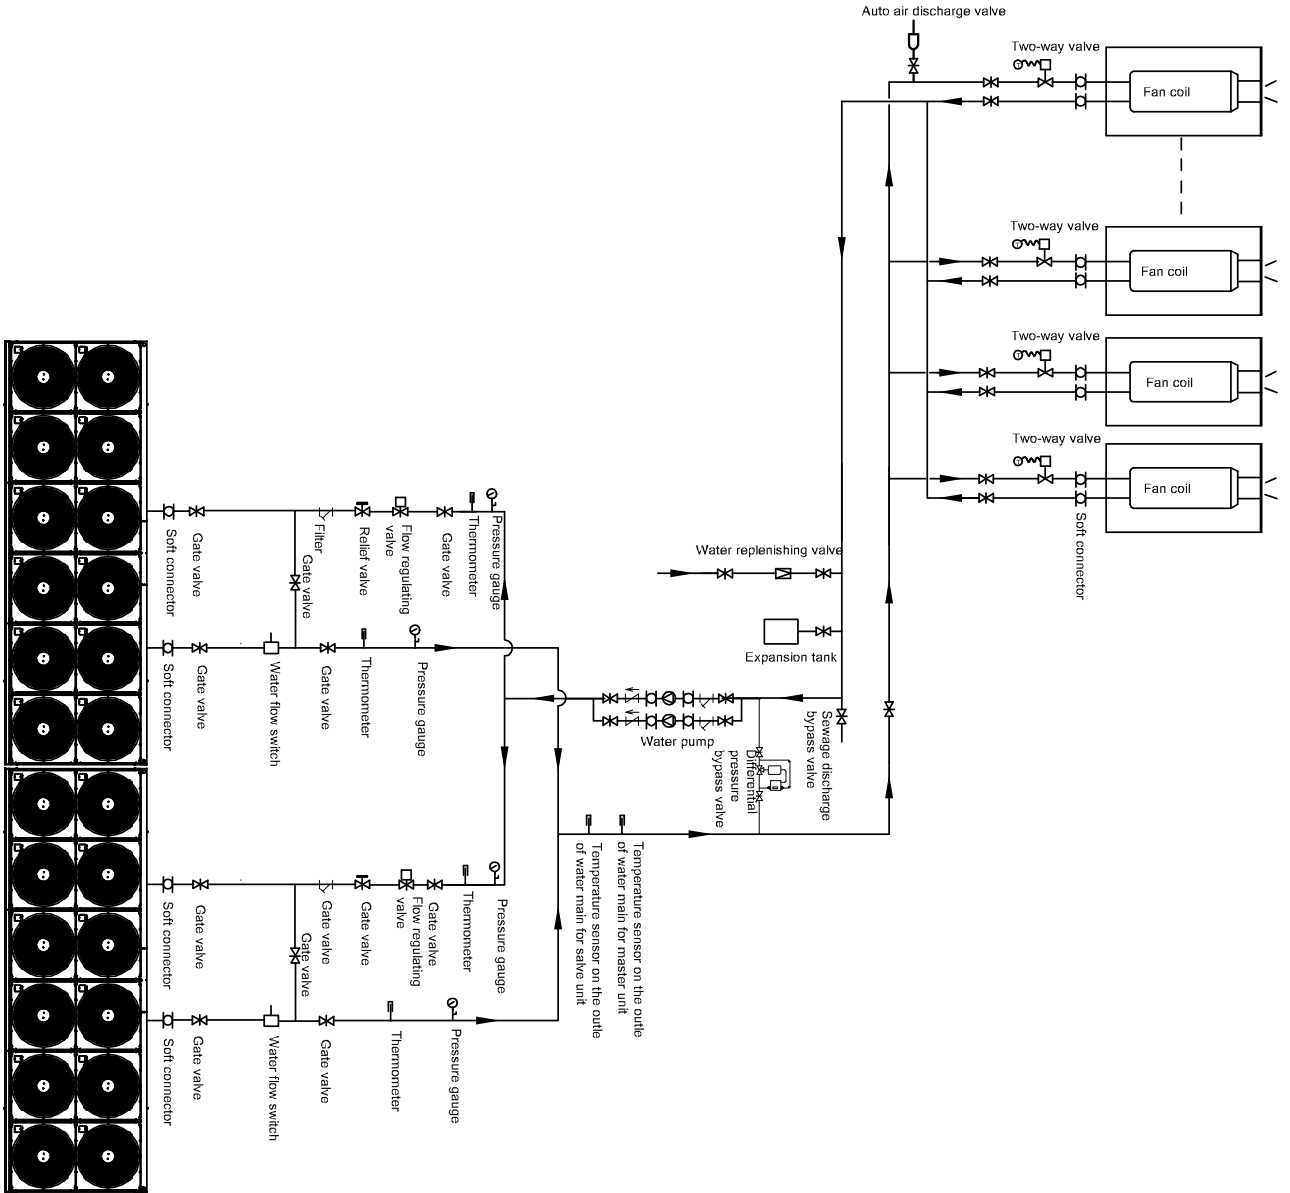 Auto air discharge valve
Two-way valve
Fan coil
Two-way valve
Fan coil
Two-way valve
Fan coil
Two-way valve
Fan coil
Soft connector
Water replenishing valve
Expansion tank
Sewage discharge
bypass valve
Water pump
Differential
pressure
bypass valve
Soft connector
Gate valve
Gate valve
Filter
Relief valve
Flow regulating
valve
Gate valve
Thermometer
Pressure gauge
Soft connector
Gate valve
Water flow switch
Gate valve
Thermometer
Pressure gauge
Temperature sensor on the outle
of water main for salve unit
Temperature sensor on the outle
of water main for master unit
Soft connector
Gate valve
Gate valve
Gate valve
Gate valve
Flow regulating
valve
Gate valve
Thermometer
Pressure gauge
Soft connector
Gate valve
Water flow switch
Gate valve
Thermometer
Pressure gauge